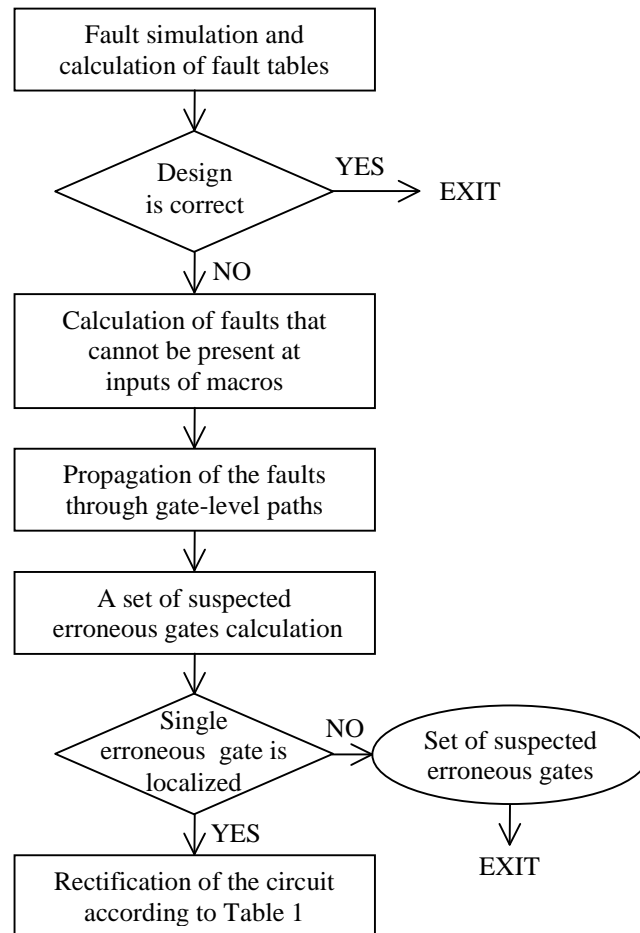 Fault simulation and
calculation of fault tables
Design
is correct
YES
EXIT
NO
Calculation of faults that
cannot be present at
inputs of macros
Propagation of the faults
through gate-level paths
A set of suspected
erroneous gates calculation
Single
erroneous gate is
localized
NO
Set of suspected
erroneous gates
YES
EXIT
Rectification of the circuit
according to Table 1